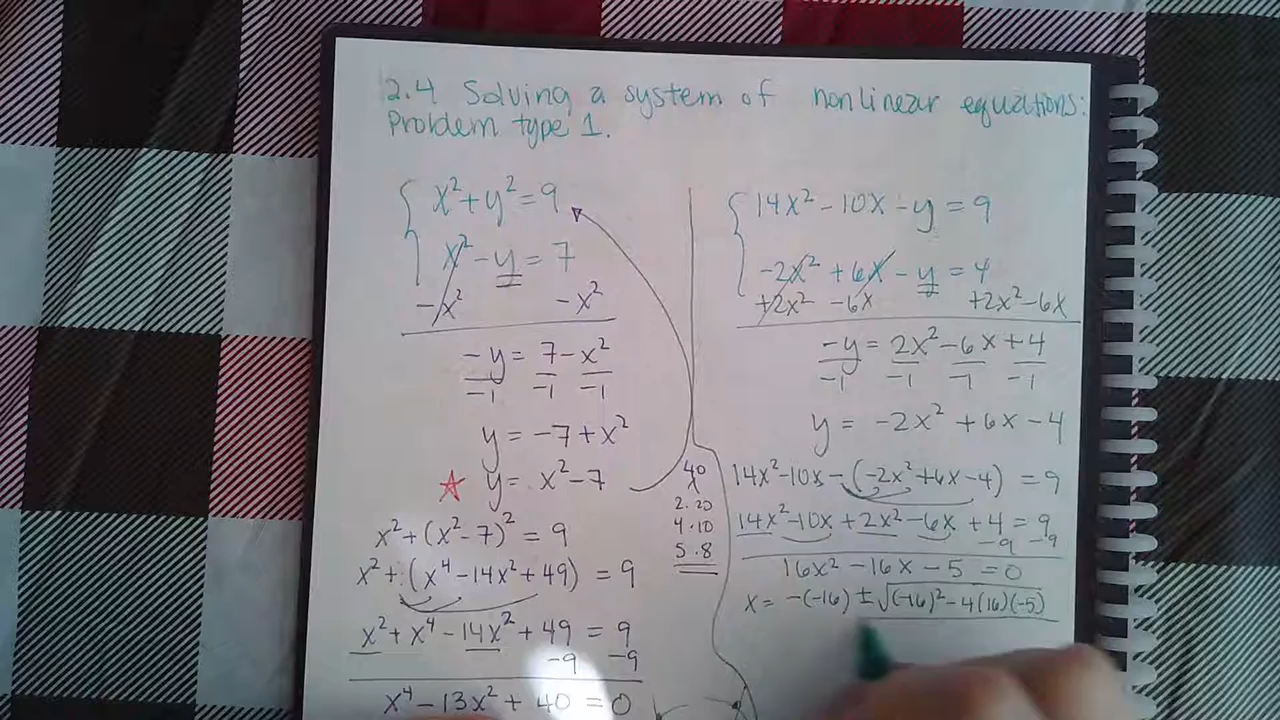 2.4 Solving a system of nonlinear equations:
Problem type 1.
x² + y² = 9
x² - y = 7
-x² -x²
-y = 7 - x²
-1 -1 -1
y = -7 + x²
☆ y = x² - 7
x² + (x² - 7)² = 9
x² + (x⁴ - 14x² + 49) = 9
x² + x⁴ - 14x² + 49 = 9
-9 -9
x⁴ - 13x² + 40 = 0
40
2·20
4·10
5·8
14x² - 10x - y = 9
-2x² + 6x - y = 4
+2x² - 6x +2x² - 6x
-y = 2x² - 6x + 4
-1 -1 -1 -1
y = -2x² + 6x - 4
14x² - 10x - (-2x² + 6x - 4) = 9
14x² - 10x + 2x² - 6x + 4 = 9
-9 -9
16x² - 16x - 5 = 0
x = -(-16) ± √(-16)² - 4(16)(-5)